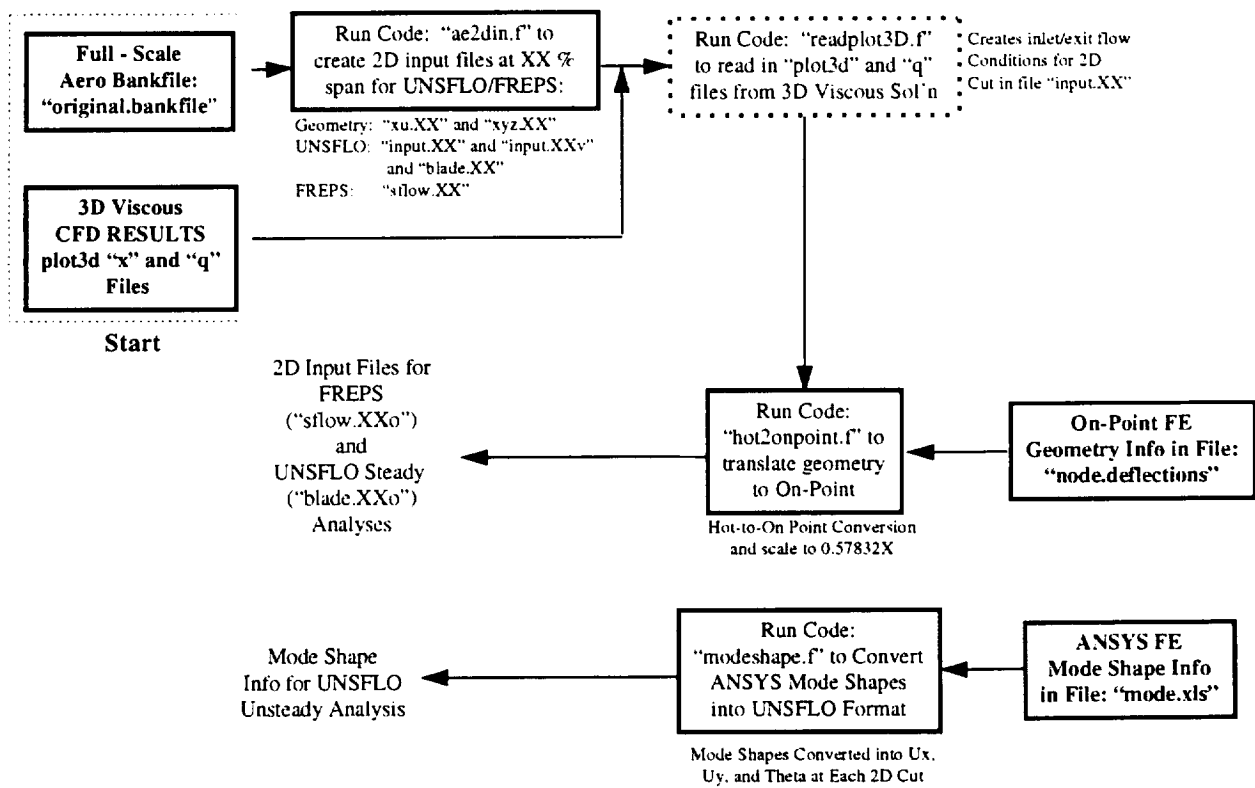 Full - Scale
Aero Bankfile:
“original.bankfile”
Run Code: “ae2din.f” to
create 2D input files at XX %
span for UNSFLO/FREPS:
Geometry: “xu.XX” and “xyz.XX”
UNSFLO: “input.XX” and “input.XXv”
and “blade.XX”
FREPS: “sflow.XX”
Run Code: “readplot3D.f”
to read in “plot3d” and “q”
files from 3D Viscous Sol`n
Creates inlet/exit flow
Conditions for 2D
Cut in file “input.XX”
3D Viscous
CFD RESULTS
plot3d “x” and “q”
Files
Start
2D Input Files for
FREPS
(“sflow.XXo”)
and
UNSFLO Steady
(“blade.XXo”)
Analyses
Run Code:
“hot2onpoint.f” to
translate geometry
to On-Point
Hot-to-On Point Conversion
and scale to 0.57832X
On-Point FE
Geometry Info in File:
“node.deflections”
Mode Shape
Info for UNSFLO
Unsteady Analysis
Run Code:
“modeshape.f” to Convert
ANSYS Mode Shapes
into UNSFLO Format
Mode Shapes Converted into Ux,
Uy, and Theta at Each 2D Cut
ANSYS FE
Mode Shape Info
in File: “mode.xls”